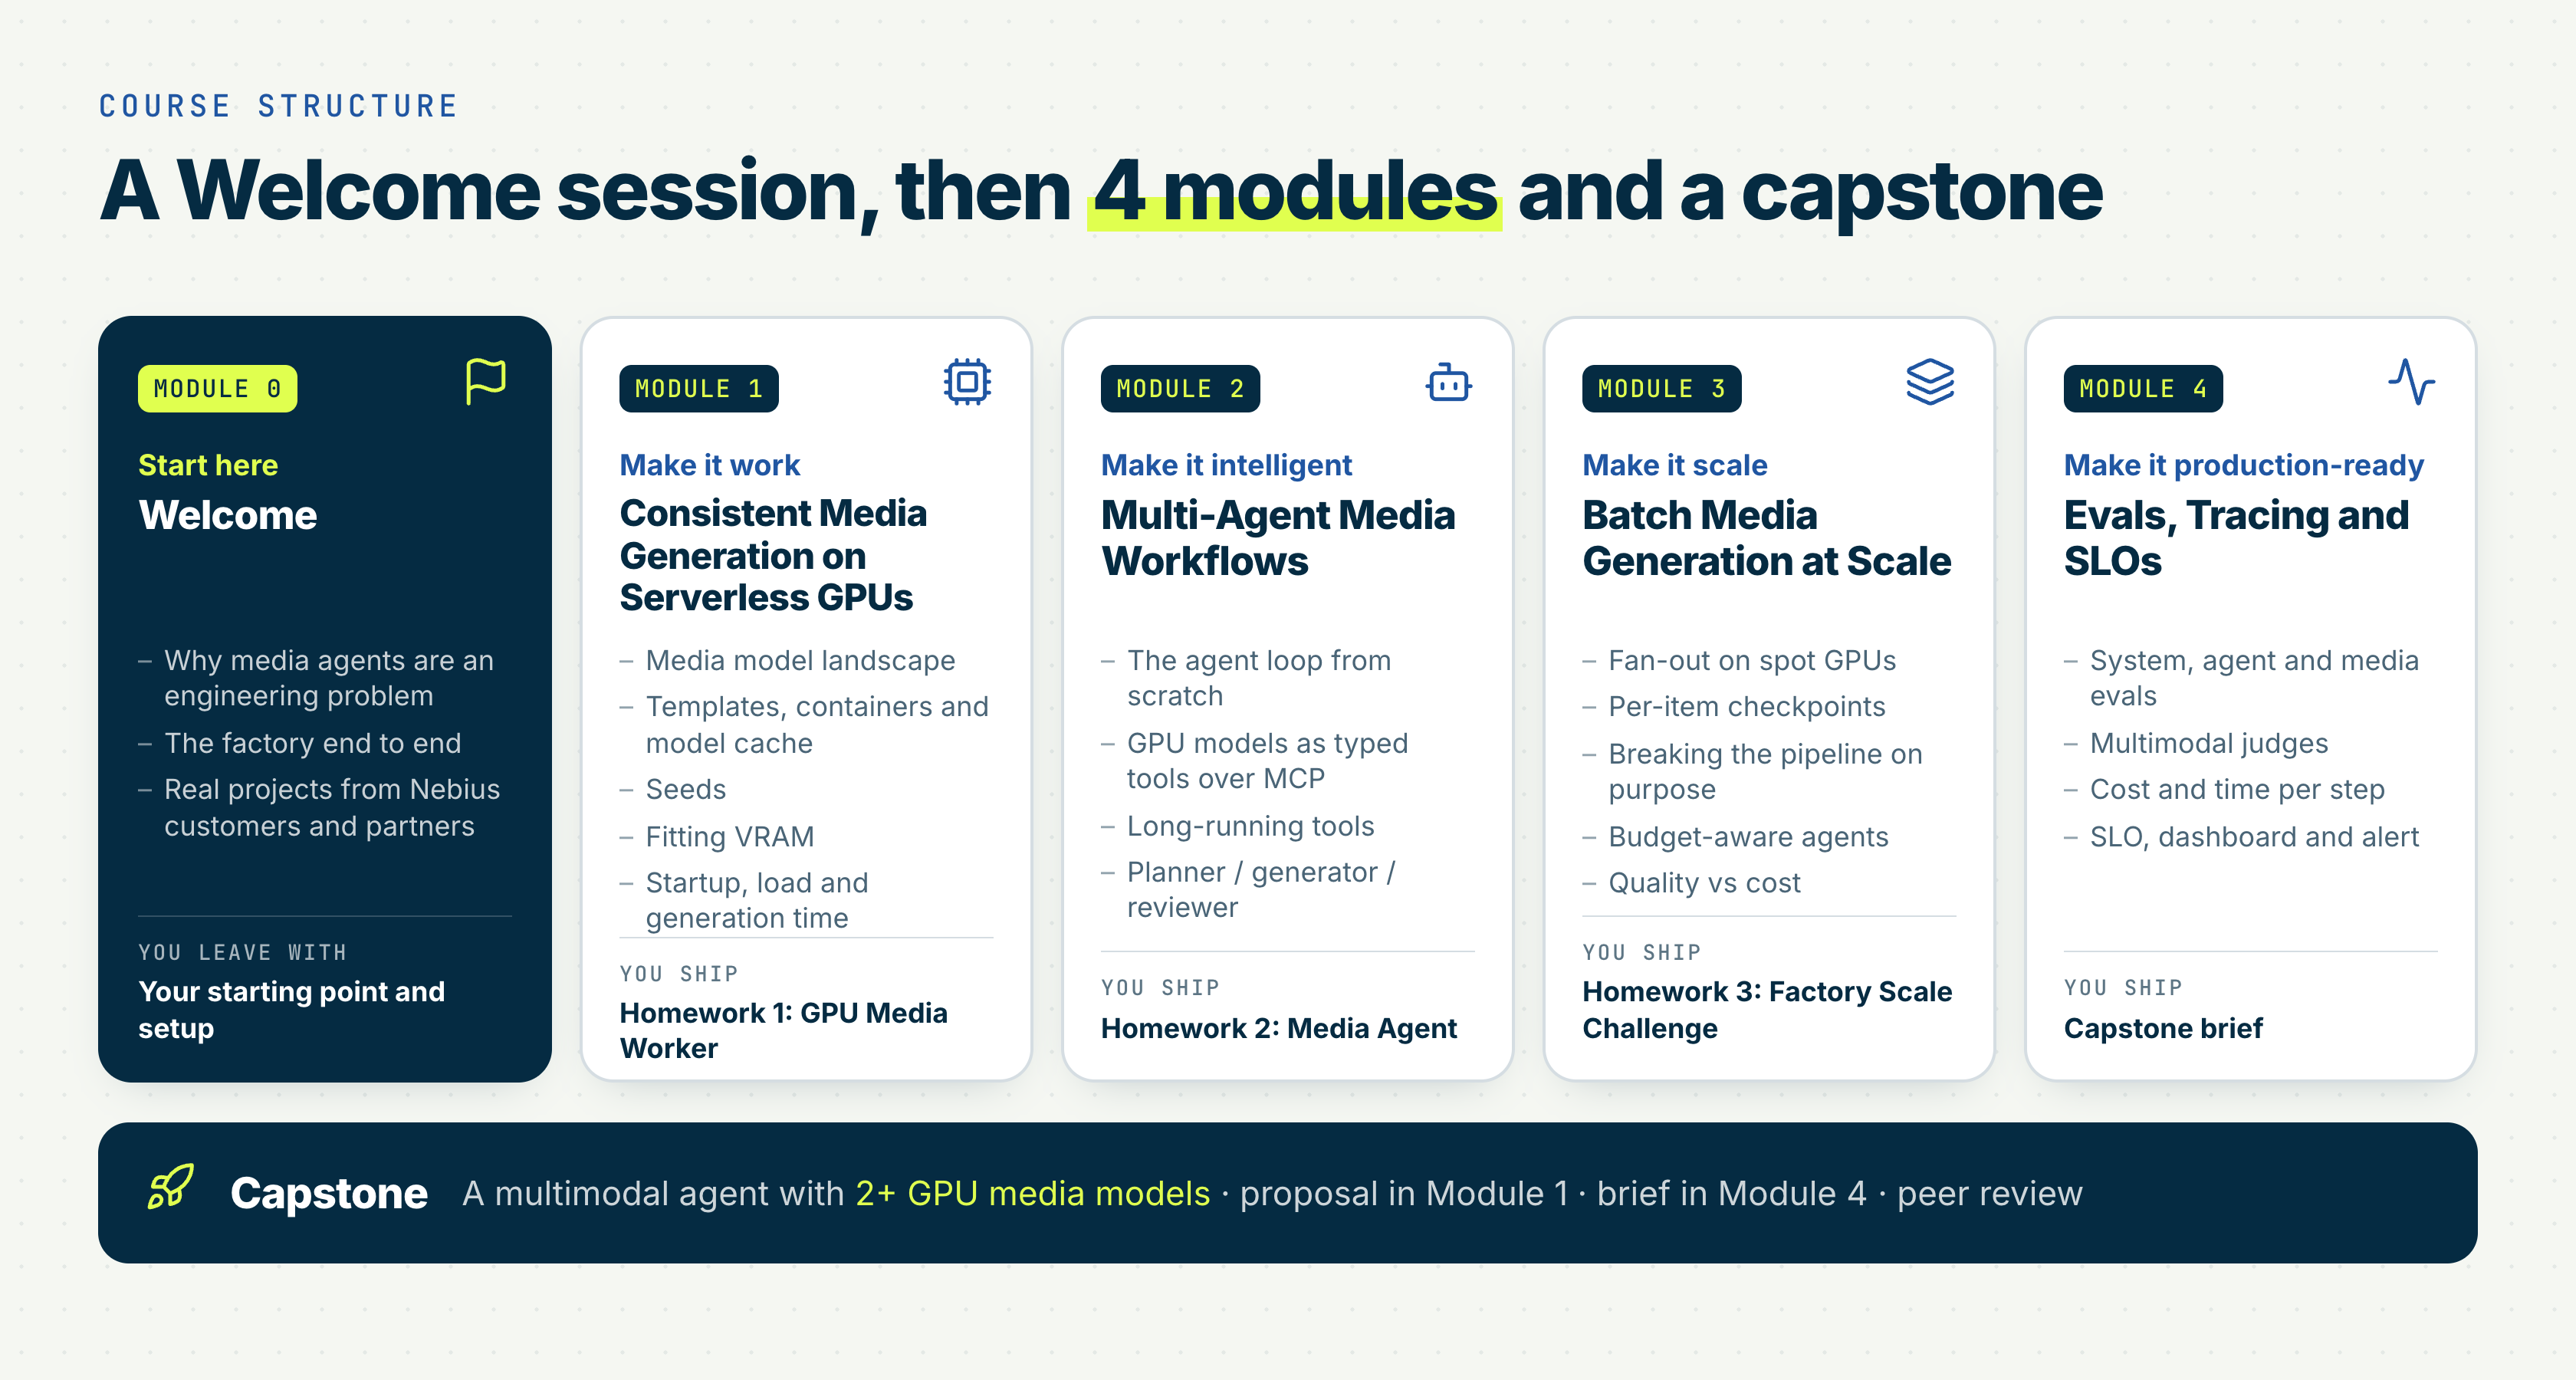 COURSE STRUCTURE
A Welcome session, then 4 modules and a capstone
MODULE 0
Start here
Welcome
– Why media agents are an
engineering problem
– The factory end to end
– Real projects from Nebius
customers and partners
YOU LEAVE WITH
Your starting point and
setup
MODULE 1
Make it work
Consistent Media
Generation on
Serverless GPUs
– Media model landscape
– Templates, containers and
model cache
– Seeds
– Fitting VRAM
– Startup, load and
generation time
YOU SHIP
Homework 1: GPU Media
Worker
MODULE 2
Make it intelligent
Multi-Agent Media
Workflows
– The agent loop from
scratch
– GPU models as typed
tools over MCP
– Long-running tools
– Planner / generator /
reviewer
YOU SHIP
Homework 2: Media Agent
MODULE 3
Make it scale
Batch Media
Generation at Scale
– Fan-out on spot GPUs
– Per-item checkpoints
– Breaking the pipeline on
purpose
– Budget-aware agents
– Quality vs cost
YOU SHIP
Homework 3: Factory Scale
Challenge
MODULE 4
Make it production-ready
Evals, Tracing and
SLOs
– System, agent and media
evals
– Multimodal judges
– Cost and time per step
– SLO, dashboard and alert
YOU SHIP
Capstone brief
Capstone A multimodal agent with 2+ GPU media models · proposal in Module 1 · brief in Module 4 · peer review